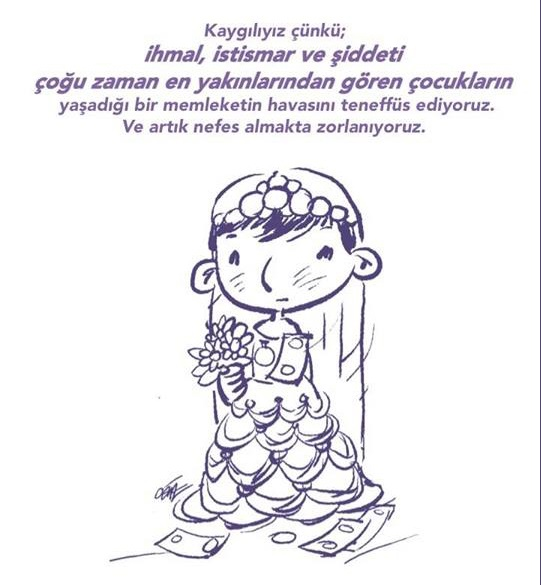 Kaygılıyız çünkü;
ihmal, istismar ve şiddeti
çoğu zaman en yakınlarından gören çocukların
yaşadığı bir memleketin havasını teneffüs ediyoruz.
Ve artık nefes almakta zorlanıyoruz.